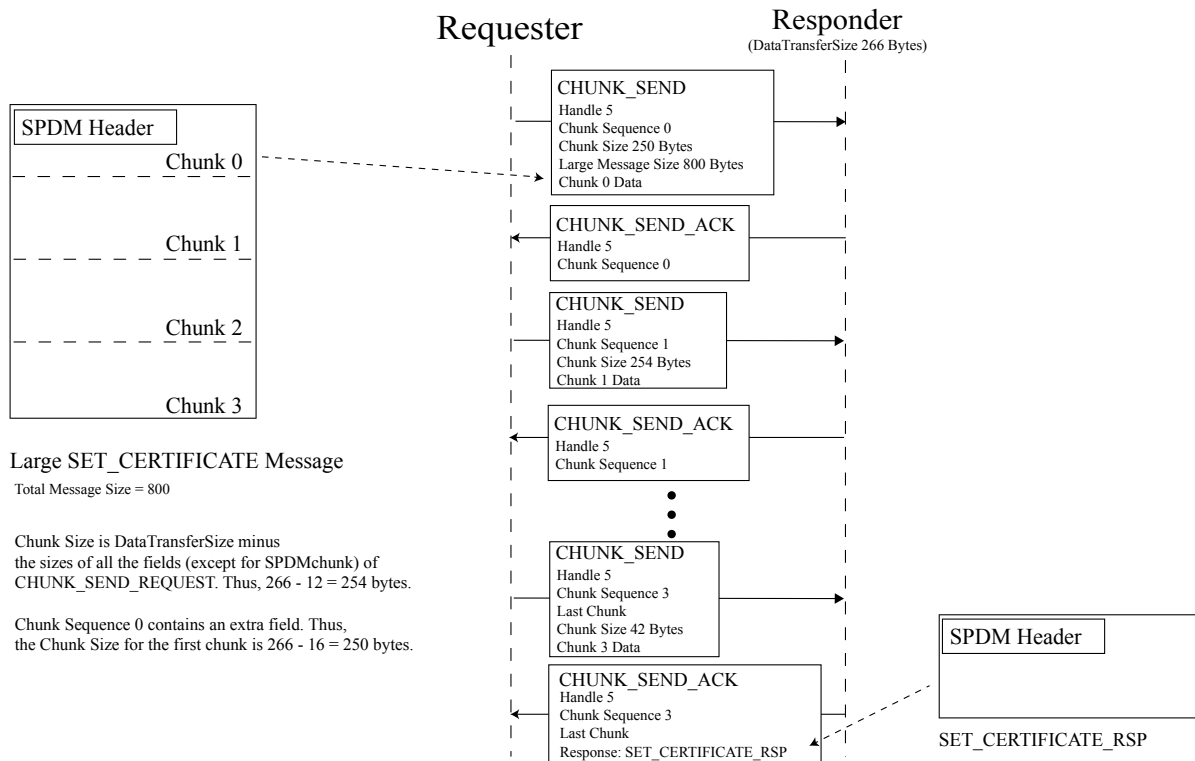 Requester
Responder
(DataTransferSize 266 Bytes)
SPDM Header
Chunk 0
Chunk 1
Chunk 2
Chunk 3
Large SET_CERTIFICATE Message
Total Message Size = 800
Chunk Size is DataTransferSize minus
the sizes of all the fields (except for SPDMchunk) of
CHUNK_SEND_REQUEST. Thus, 266 - 12 = 254 bytes.
Chunk Sequence 0 contains an extra field. Thus,
the Chunk Size for the first chunk is 266 - 16 = 250 bytes.
CHUNK_SEND
Handle 5
Chunk Sequence 0
Chunk Size 250 Bytes
Large Message Size 800 Bytes
Chunk 0 Data
CHUNK_SEND_ACK
Handle 5
Chunk Sequence 0
CHUNK_SEND
Handle 5
Chunk Sequence 1
Chunk Size 254 Bytes
Chunk 1 Data
CHUNK_SEND_ACK
Handle 5
Chunk Sequence 1
CHUNK_SEND
Handle 5
Chunk Sequence 3
Last Chunk
Chunk Size 42 Bytes
Chunk 3 Data
CHUNK_SEND_ACK
Handle 5
Chunk Sequence 3
Last Chunk
Response: SET_CERTIFICATE_RSP
SPDM Header
SET_CERTIFICATE_RSP